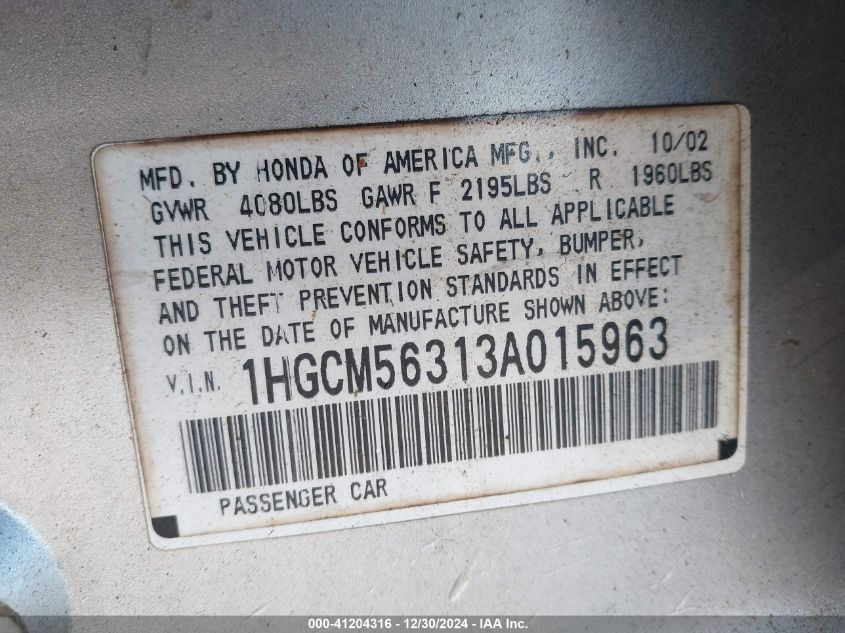 MFD. BY HONDA OF AMERICA MFG., INC. 10/02
GVWR 4080LBS GAWR F 2195LBS R 1960LBS
THIS VEHICLE CONFORMS TO ALL APPLICABLE
FEDERAL MOTOR VEHICLE SAFETY, BUMPER,
AND THEFT PREVENTION STANDARDS IN EFFECT
ON THE DATE OF MANUFACTURE SHOWN ABOVE:
V.I.N. 1HGCM56313A015963
PASSENGER CAR
000-41204316 - 12/30/2024 - IAA Inc.